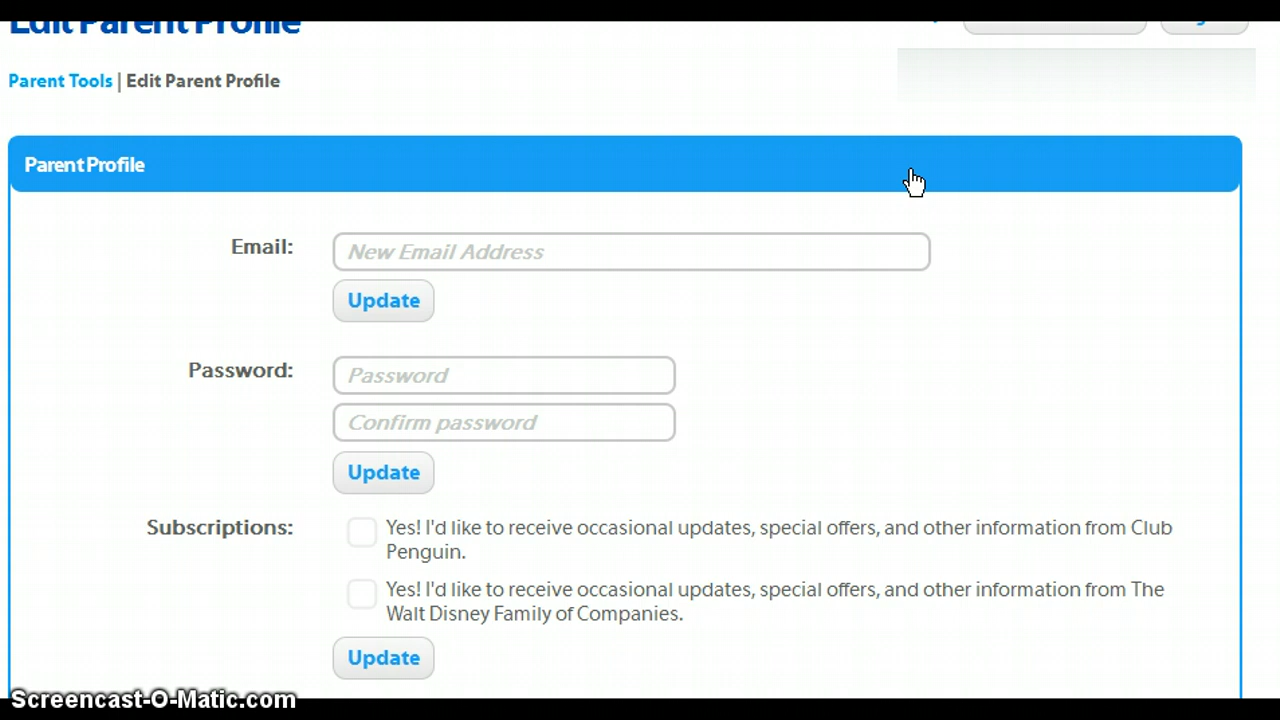 Edit Parent Profile
Parent Tools | Edit Parent Profile
Parent Profile
Email:
New Email Address
Update
Password:
Password
Confirm password
Update
Subscriptions:
Yes! I'd like to receive occasional updates, special offers, and other information from Club
Penguin.
Yes! I'd like to receive occasional updates, special offers, and other information from The
Walt Disney Family of Companies.
Update
Screencast-O-Matic.com